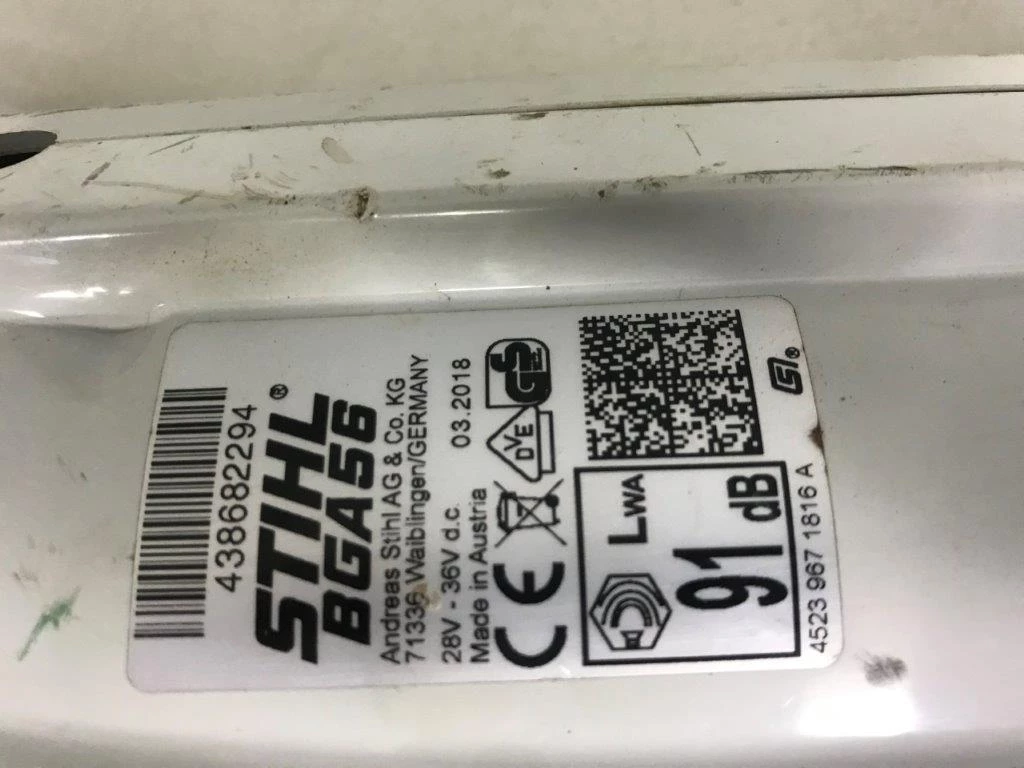 438682294
STIHL®
BGA56
Andreas Stihl AG & Co. KG
71336 Waiblingen/GERMANY
28V - 36V d.c. 03.2018
Made in Austria
CE DVE GS
LWA
91 dB
4523 967 1816 A